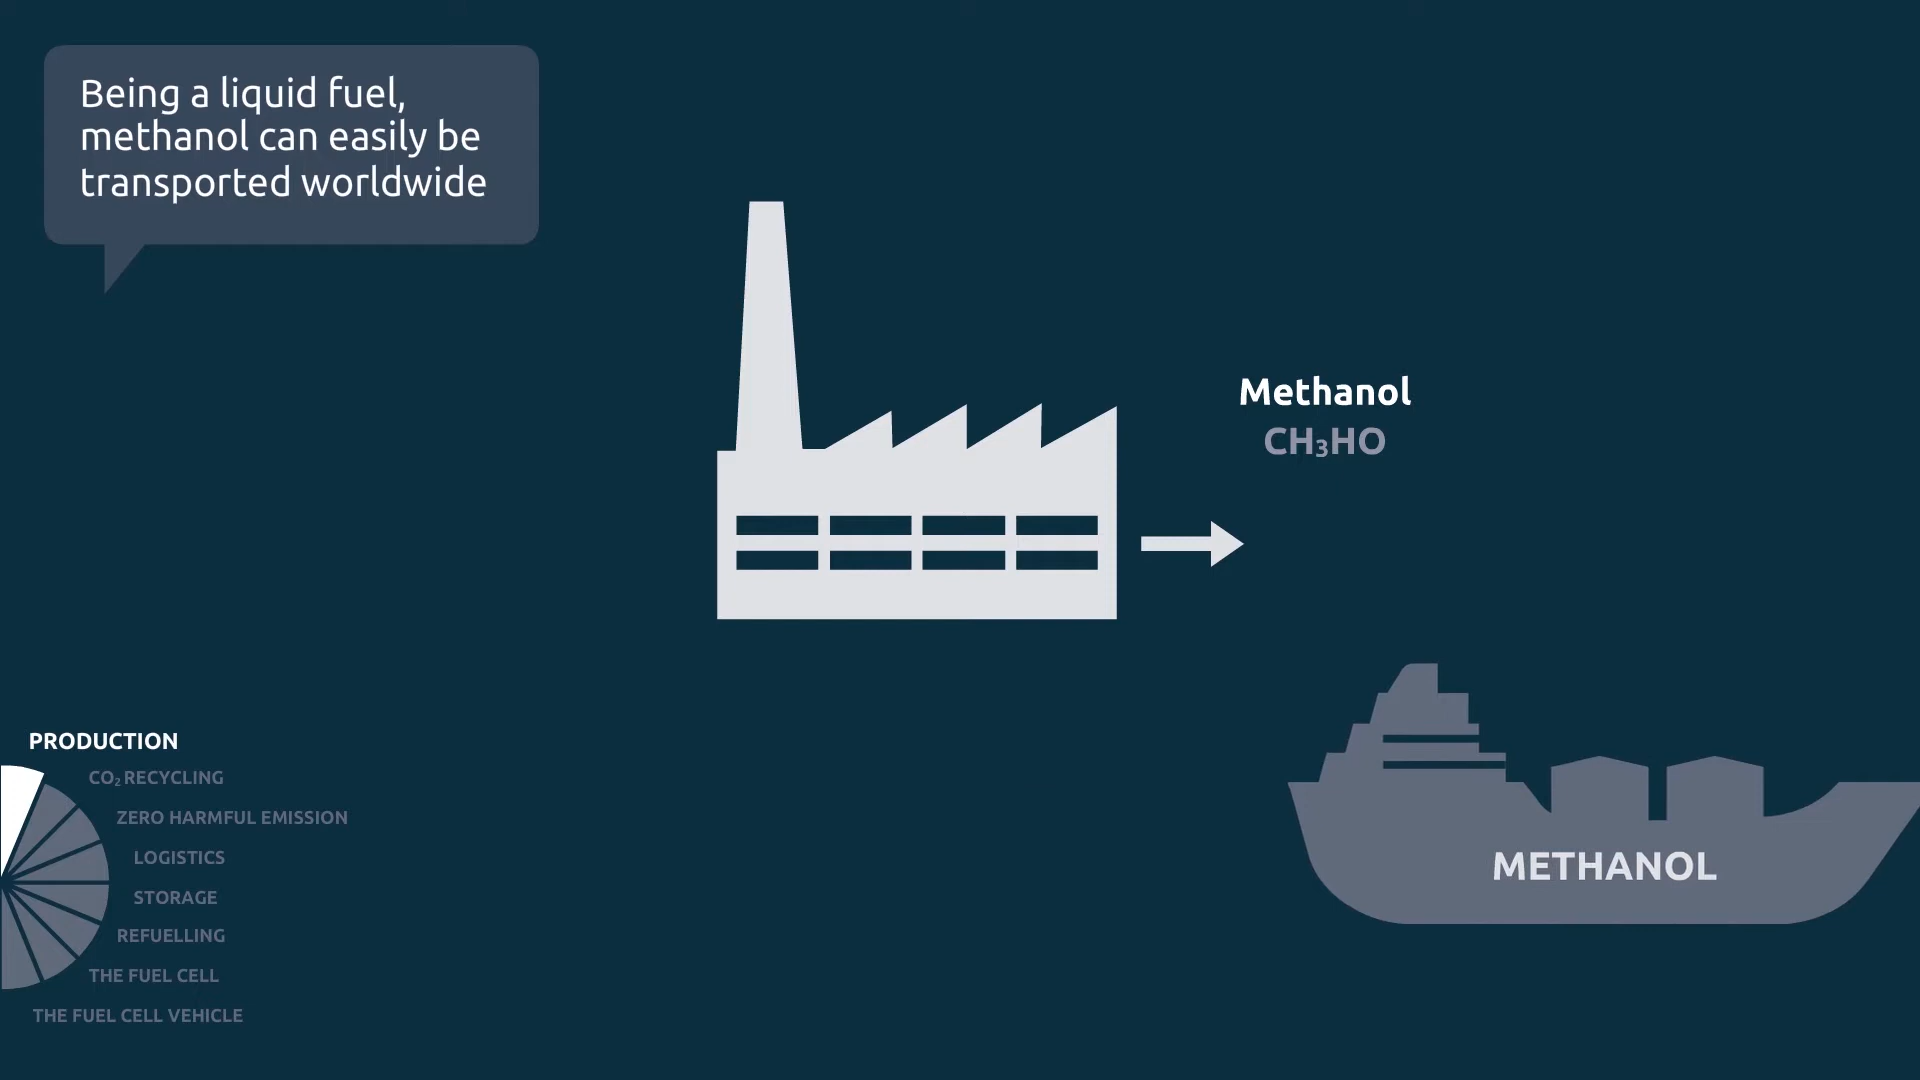 Being a liquid fuel,
methanol can easily be
transported worldwide
Methanol
CH₃HO
METHANOL
PRODUCTION
CO₂ RECYCLING
ZERO HARMFUL EMISSION
LOGISTICS
STORAGE
REFUELLING
THE FUEL CELL
THE FUEL CELL VEHICLE